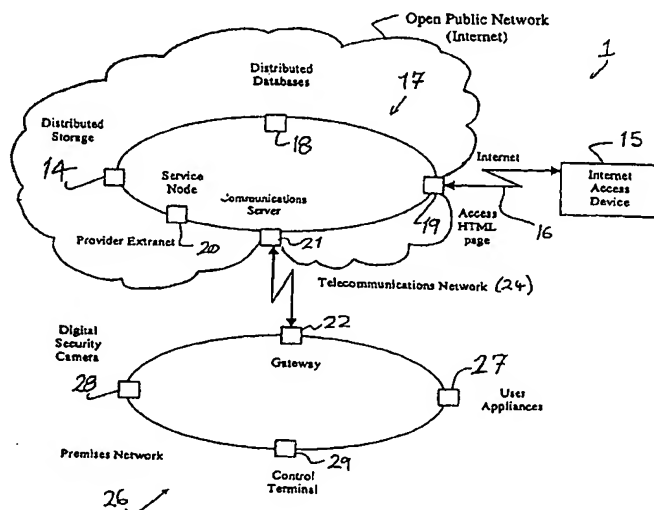 Open Public Network
(Internet)
1
Distributed
Databases
17
Distributed
Storage
18
15
Internet
Internet
Access
Device
14
Service
Node
Communications
Server
19
Access
HTML
page
16
Provider Extranet
20
21
Telecommunications Network (24)
22
Digital
Security
Camera
Gateway
27
28
Uses
Appliances
Premises Network
29
Control
Terminal
26